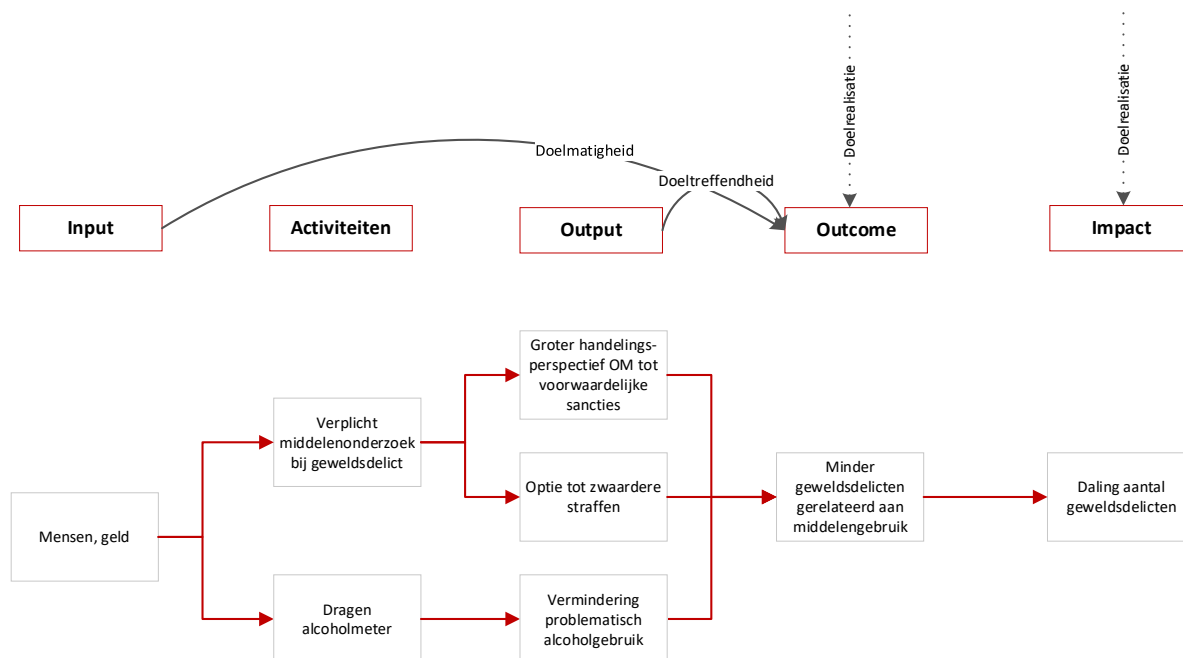 Doelrealisatie
Doelrealisatie
Doelmatigheid
Doeltreffendheid
Input
Activiteiten
Output
Outcome
Impact
Groter handelings-
perspectief OM tot
voorwaardelijke
sancties
Verplicht
middelenonderzoek
bij geweldsdelict
Optie tot zwaardere
straffen
Minder
geweldsdelicten
gerelateerd aan
middelengebruik
Daling aantal
geweldsdelicten
Mensen, geld
Dragen
alcoholmeter
Vermindering
problematisch
alcoholgebruik